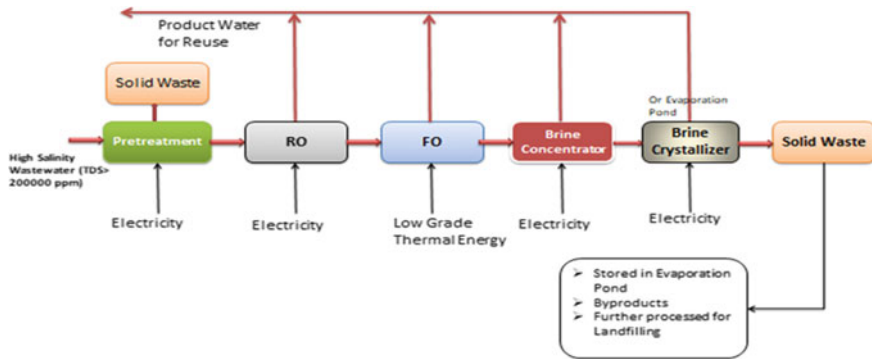 Product Water
for Reuse
Solid Waste
Or Evaporation
Pond
Pretreatment
RO
FO
Brine
Concentrator
Brine
Crystallizer
Solid Waste
High Salinity
Wastewater (TDS>
200000 ppm)
Electricity
Electricity
Low Grade
Thermal Energy
Electricity
Electricity
➢ Stored in Evaporation
Pond
➢ Byproducts
➢ Further processed for
Landfilling